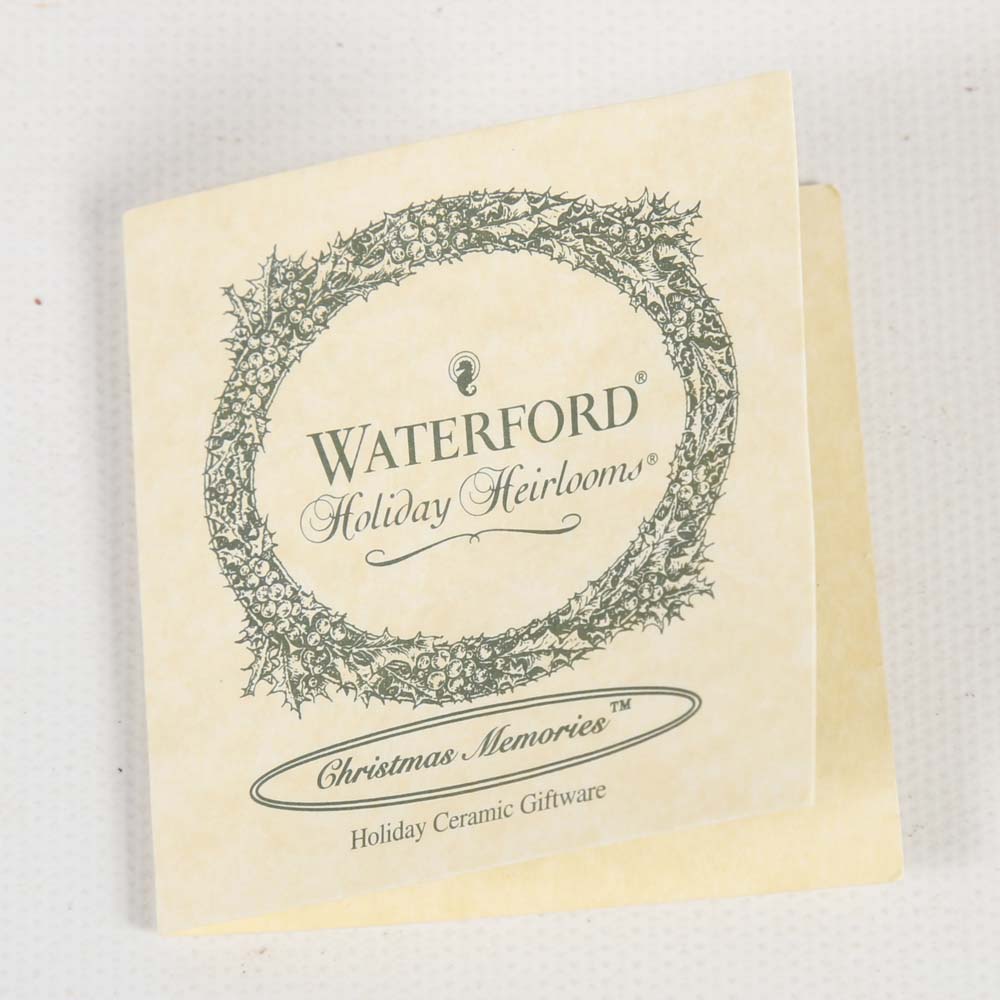 WATERFORD®
Holiday Heirlooms®
Christmas Memories™
Holiday Ceramic Giftware